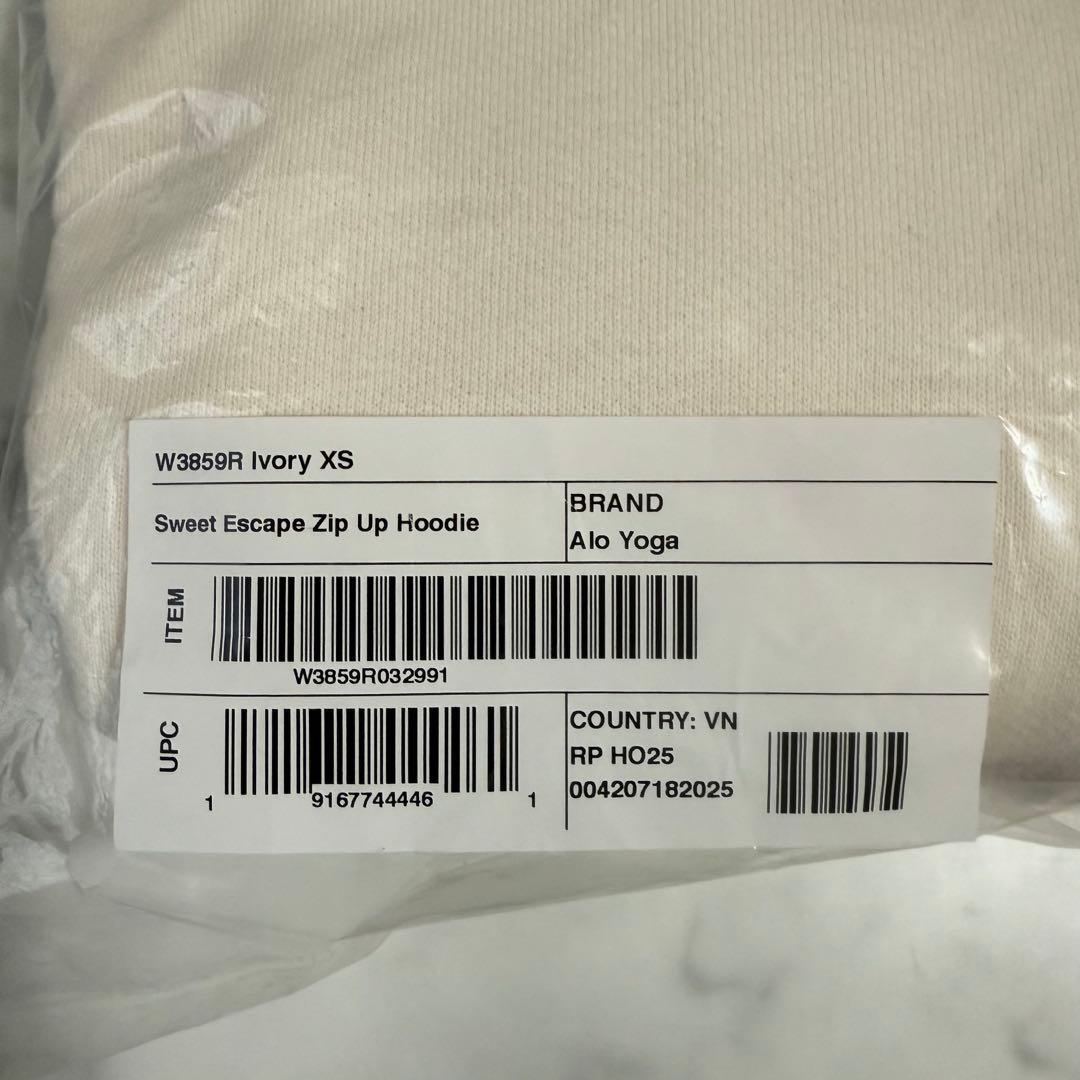 W3859R Ivory XS
Sweet Escape Zip Up Hoodie
BRAND
Alo Yoga
ITEM
W3859R032991
UPC
1 9167744446 1
COUNTRY: VN
RP HO25
004207182025